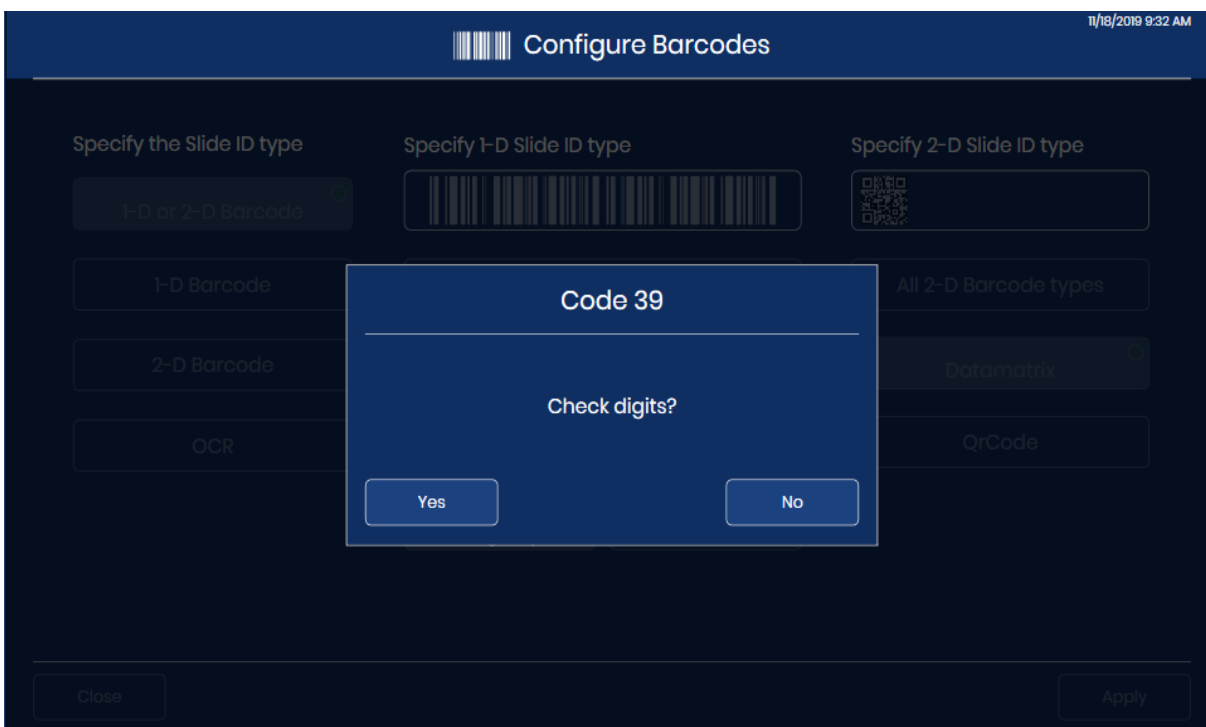 11/18/2019 9:32 AM
Configure Barcodes
Specify the Slide ID type
Specify 1-D Slide ID type
Specify 2-D Slide ID type
1-D or 2-D Barcode
1-D Barcode
All 2-D Barcode types
Code 39
2-D Barcode
Datamatrix
Check digits?
OCR
QrCode
Yes
No
Close
Apply